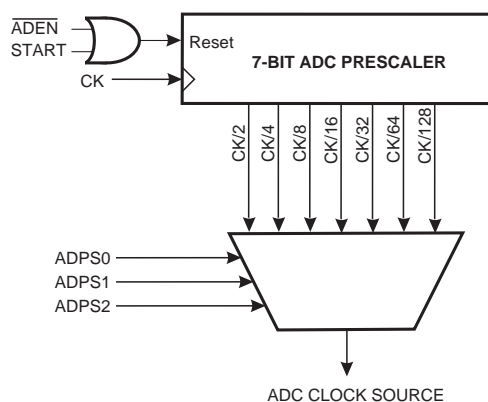 ADEN
START
Reset
CK
7-BIT ADC PRESCALER
CK/2
CK/4
CK/8
CK/16
CK/32
CK/64
CK/128
ADPS0
ADPS1
ADPS2
ADC CLOCK SOURCE